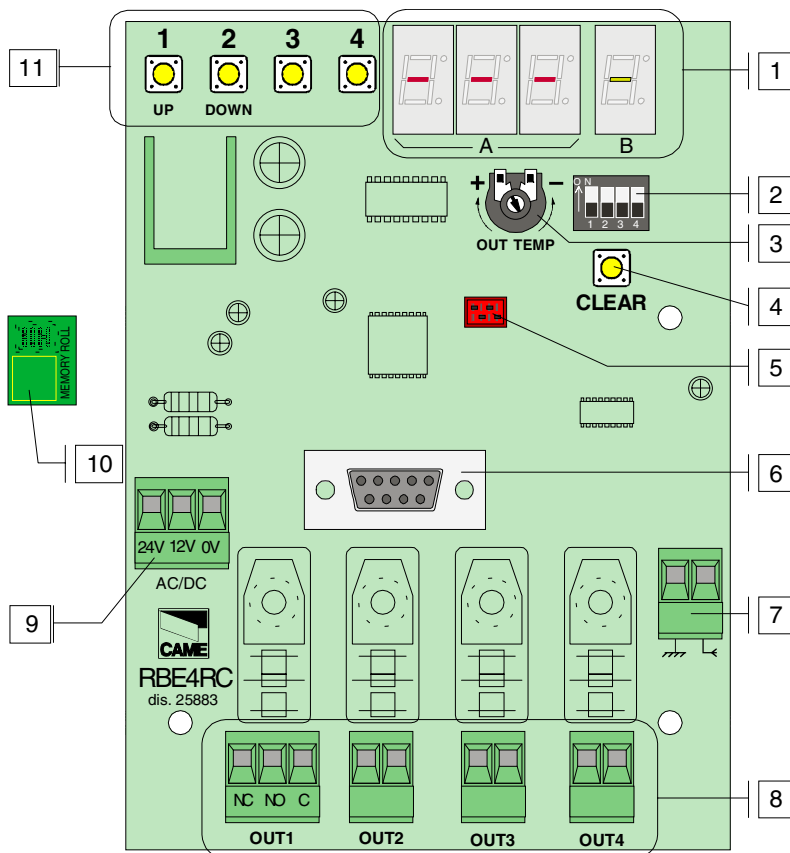 1 2 3 4
UP DOWN
11
A B
1
+ −
OUT TEMP
ON
1 2 3 4
2
3
CLEAR
4
5
MEMORY ROLL
10
6
24V 12V 0V
AC/DC
9
7
CAME
RBE4RC
dis. 25883
NC NO C
8
OUT1 OUT2 OUT3 OUT4